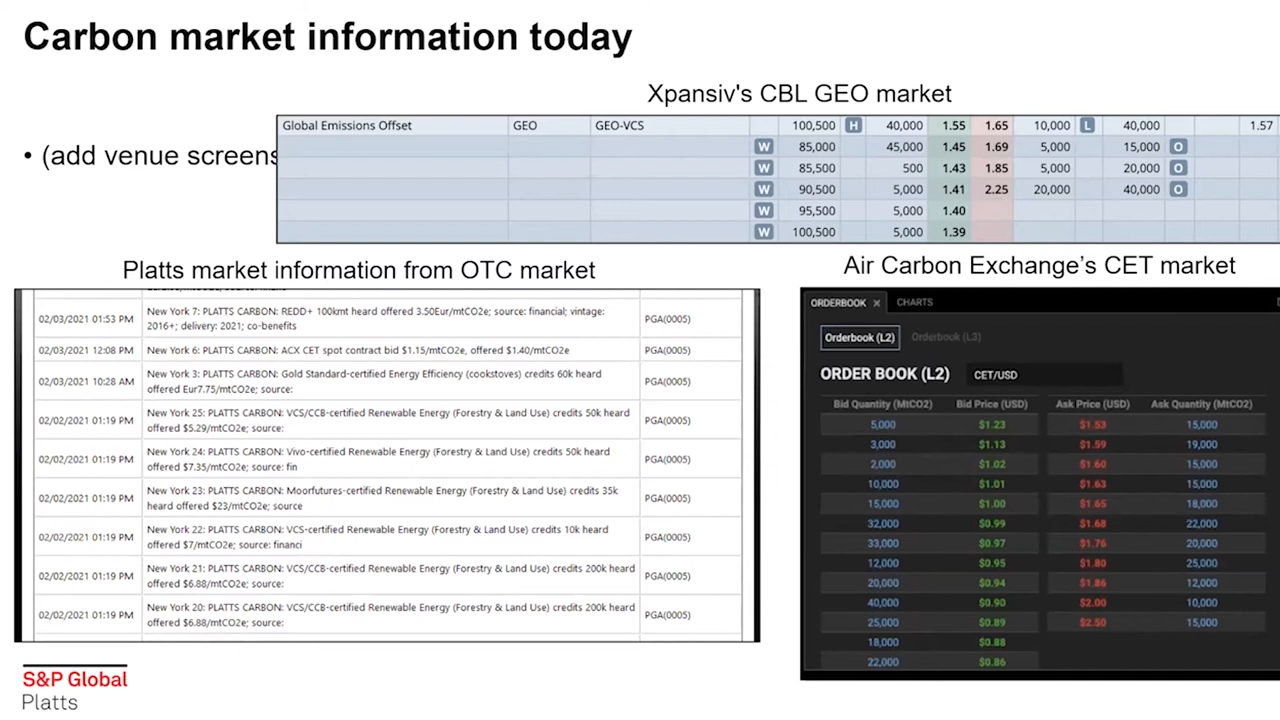 Carbon market information today
Xpansiv's CBL GEO market
• (add venue screens
Global Emissions Offset GEO GEO-VCS 100,500 H 40,000 1.55 1.65 10,000 L 40,000 1.57
W 85,000 45,000 1.45 1.69 5,000 15,000 O
W 85,500 500 1.43 1.85 5,000 20,000 O
W 90,500 5,000 1.41 2.25 20,000 40,000 O
W 95,500 5,000 1.40
W 100,500 5,000 1.39
Platts market information from OTC market
02/03/2021 01:53 PM New York 7: PLATTS CARBON: REDD+ 100kmt heard offered 3.50Eur/mtCO2e; source: financial; vintage: PGA(0005)
2016+; delivery: 2021; co-benefits
02/03/2021 12:08 PM New York 6: PLATTS CARBON: ACX CET spot contract bid $1.15/mtCO2e, offered $1.40/mtCO2e PGA(0005)
02/03/2021 10:28 AM New York 3: PLATTS CARBON: Gold Standard-certified Energy Efficiency (cookstoves) credits 60k heard PGA(0005)
offered Eur7.75/mtCO2e; source:
02/02/2021 01:19 PM New York 25: PLATTS CARBON: VCS/CCB-certified Renewable Energy (Forestry & Land Use) credits 50k heard PGA(0005)
offered $5.29/mtCO2e; source:
02/02/2021 01:19 PM New York 24: PLATTS CARBON: Vivo-certified Renewable Energy (Forestry & Land Use) credits 50k heard PGA(0005)
offered $7.35/mtCO2e; source: fin
02/02/2021 01:19 PM New York 23: PLATTS CARBON: Moorfutures-certified Renewable Energy (Forestry & Land Use) credits 35k PGA(0005)
heard offered $23/mtCO2e; source
02/02/2021 01:19 PM New York 22: PLATTS CARBON: VCS-certified Renewable Energy (Forestry & Land Use) credits 10k heard PGA(0005)
offered $7/mtCO2e; source: financi
02/02/2021 01:19 PM New York 21: PLATTS CARBON: VCS/CCB-certified Renewable Energy (Forestry & Land Use) credits 200k heard PGA(0005)
offered $6.88/mtCO2e; source:
02/02/2021 01:19 PM New York 20: PLATTS CARBON: VCS/CCB-certified Renewable Energy (Forestry & Land Use) credits 200k heard PGA(0005)
offered $6.88/mtCO2e; source:
Air Carbon Exchange's CET market
ORDERBOOK × CHARTS
Orderbook (L2) Orderbook (L3)
ORDER BOOK (L2) CET/USD
Bid Quantity (MtCO2) Bid Price (USD) Ask Price (USD) Ask Quantity (MtCO2)
5,000 $1.23 $1.53 15,000
3,000 $1.13 $1.59 19,000
2,000 $1.02 $1.60 15,000
10,000 $1.01 $1.63 15,000
15,000 $1.00 $1.65 18,000
32,000 $0.99 $1.68 22,000
33,000 $0.97 $1.76 20,000
12,000 $0.95 $1.80 25,000
20,000 $0.94 $1.86 12,000
40,000 $0.90 $2.00 10,000
25,000 $0.89 $2.50 15,000
18,000 $0.88
22,000 $0.86
S&P Global
Platts